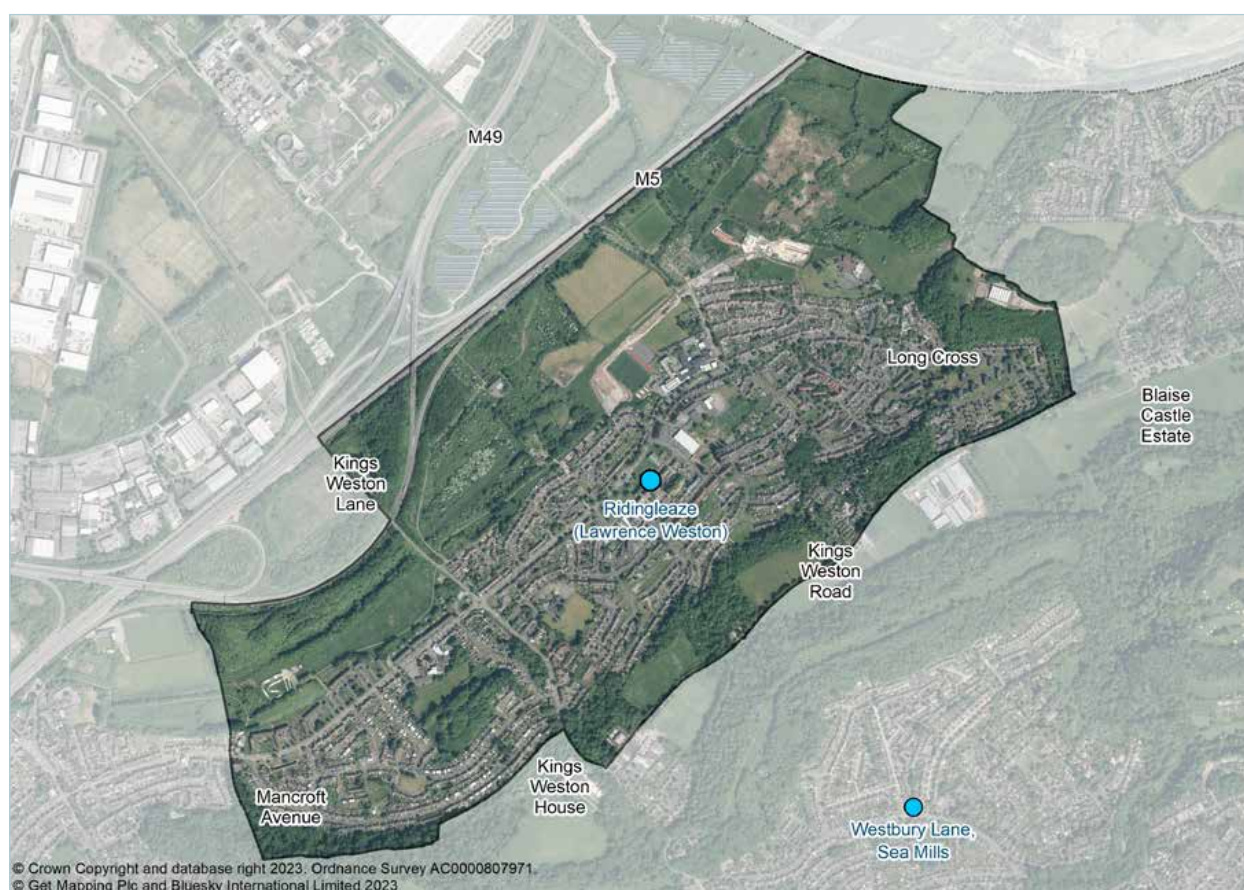 M49
M5
Long Cross
Blaise
Castle
Estate
Kings
Weston
Lane
Ridingleaze
(Lawrence Weston)
Kings
Weston
Road
Kings
Weston
House
Mancroft
Avenue
Westbury Lane,
Sea Mills
© Crown Copyright and database right 2023. Ordnance Survey AC0000807971.
© Get Mapping Plc and Bluesky International Limited 2023